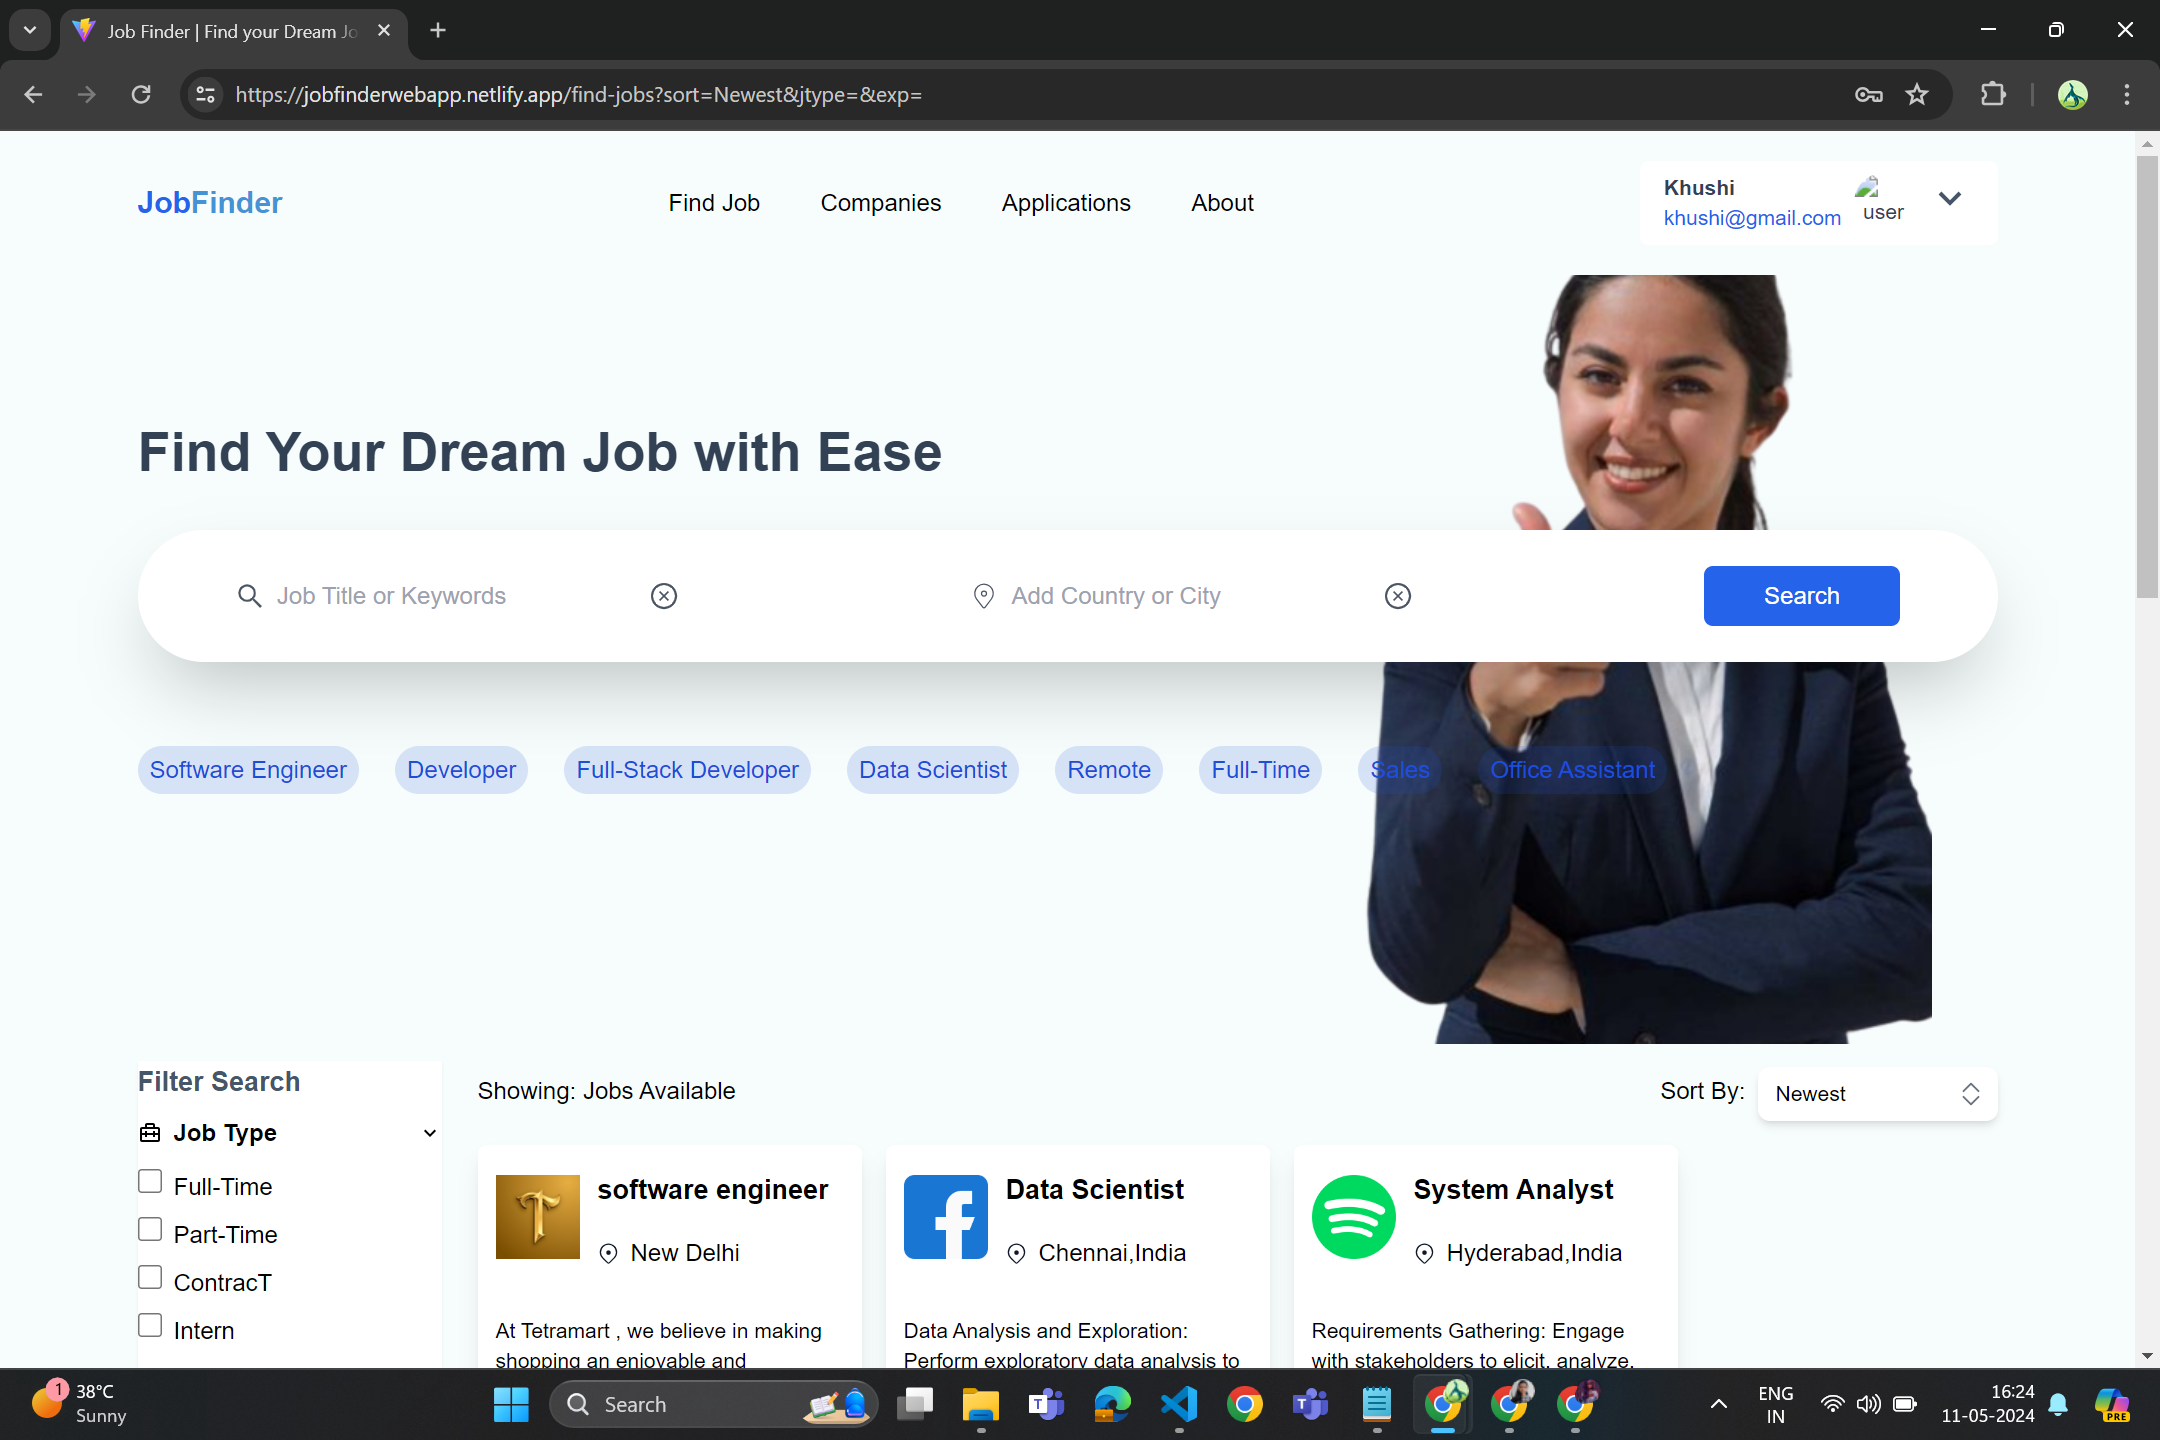 Job Finder | Find your Dream Jo
https://jobfinderwebapp.netlify.app/find-jobs?sort=Newest&jtype=&exp=
JobFinder
Find Job Companies Applications About
Khushi
khushi@gmail.com
user
Find Your Dream Job with Ease
Job Title or Keywords Add Country or City Search
Software Engineer Developer Full-Stack Developer Data Scientist Remote Full-Time Sales Office Assistant
Filter Search
Showing: Jobs Available Sort By: Newest
Job Type
Full-Time
Part-Time
ContracT
Intern
software engineer
New Delhi
At Tetramart , we believe in making
shopping an enjoyable and
Data Scientist
Chennai,India
Data Analysis and Exploration:
Perform exploratory data analysis to
System Analyst
Hyderabad,India
Requirements Gathering: Engage
with stakeholders to elicit, analyze,
1
38°C
Sunny
Search
ENG
IN
16:24
11-05-2024
PRE